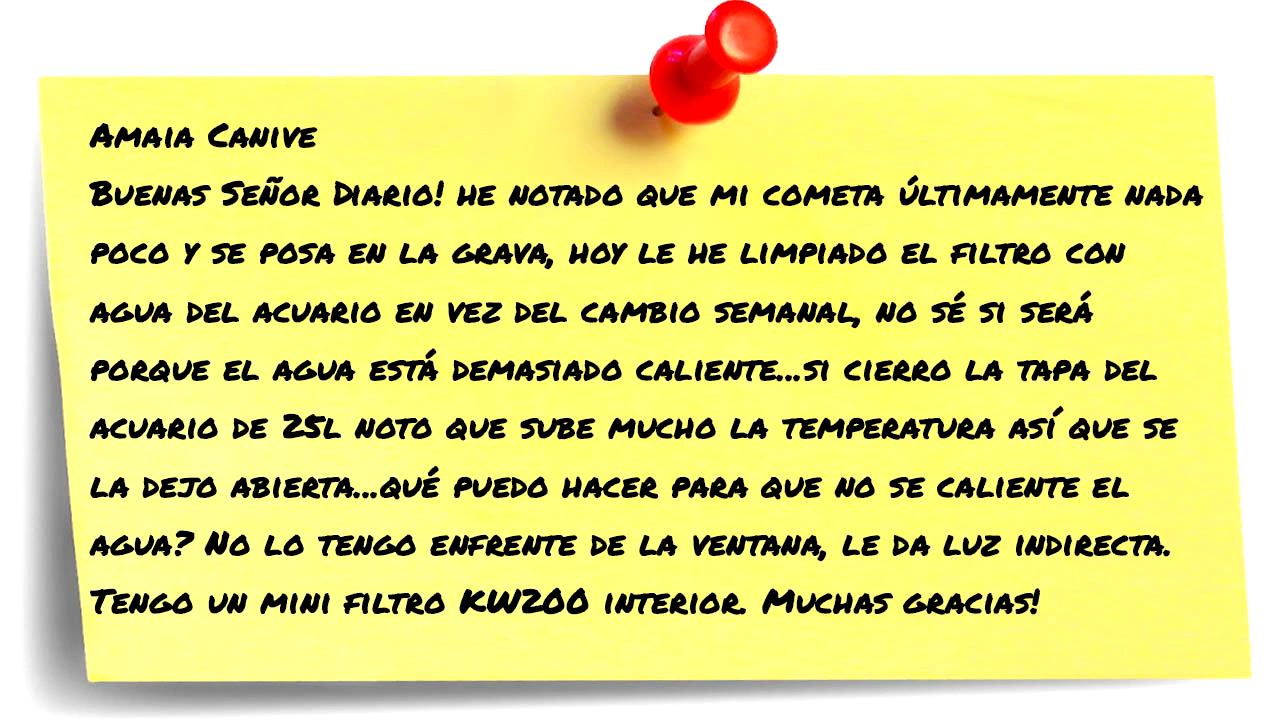 Amaia Canive
Buenas Señor Diario! he notado que mi cometa últimamente nada
poco y se posa en la grava, hoy le he limpiado el filtro con
agua del acuario en vez del cambio semanal, no sé si será
porque el agua está demasiado caliente...si cierro la tapa del
acuario de 25l noto que sube mucho la temperatura así que se
la dejo abierta...qué puedo hacer para que no se caliente el
agua? No lo tengo enfrente de la ventana, le da luz indirecta.
Tengo un mini filtro KW200 interior. Muchas gracias!